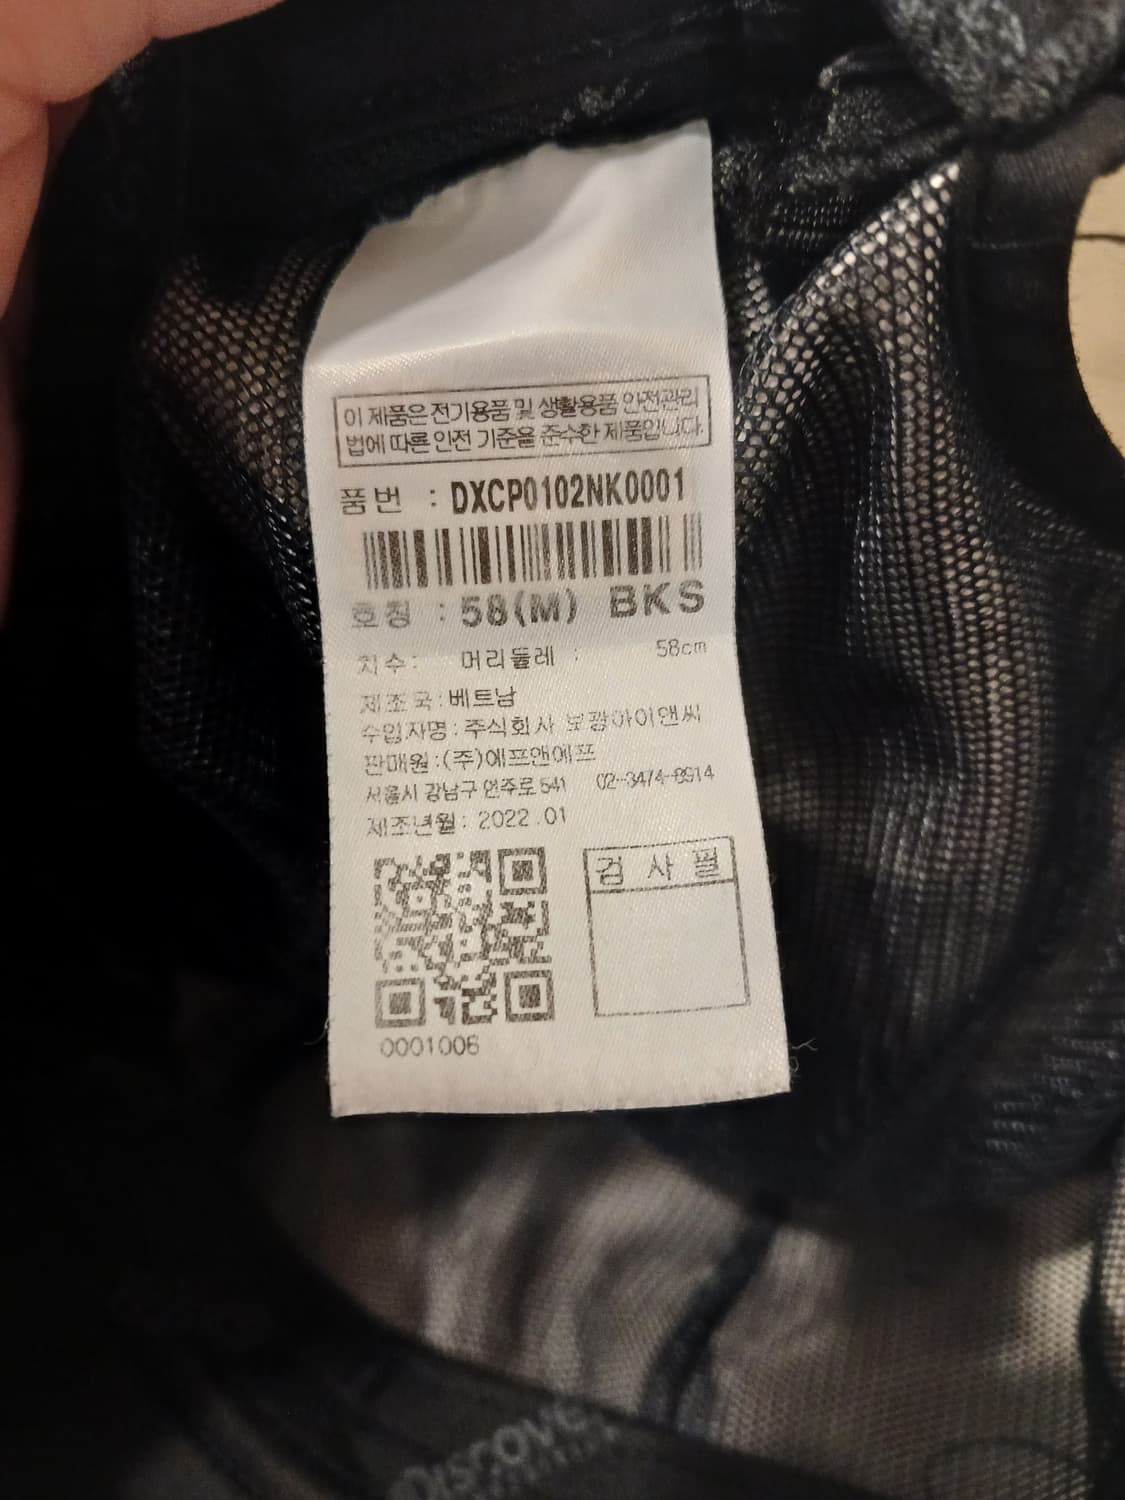 이 제품은 전기용품 및 생활용품 안전관리
법에 따른 안전 기준을 준수한 제품입니다.
품번 : DXCP0102NK0001
호칭 : 58(M) BKS
치수: 머리둘레 : 58cm
제조국:베트남
수입자명:주식회사 보광아이앤씨
판매원:(주)에프앤에프
서울시 강남구 언주로 541 02-3474-8914
제조년월: 2022.01
검사필
0001006